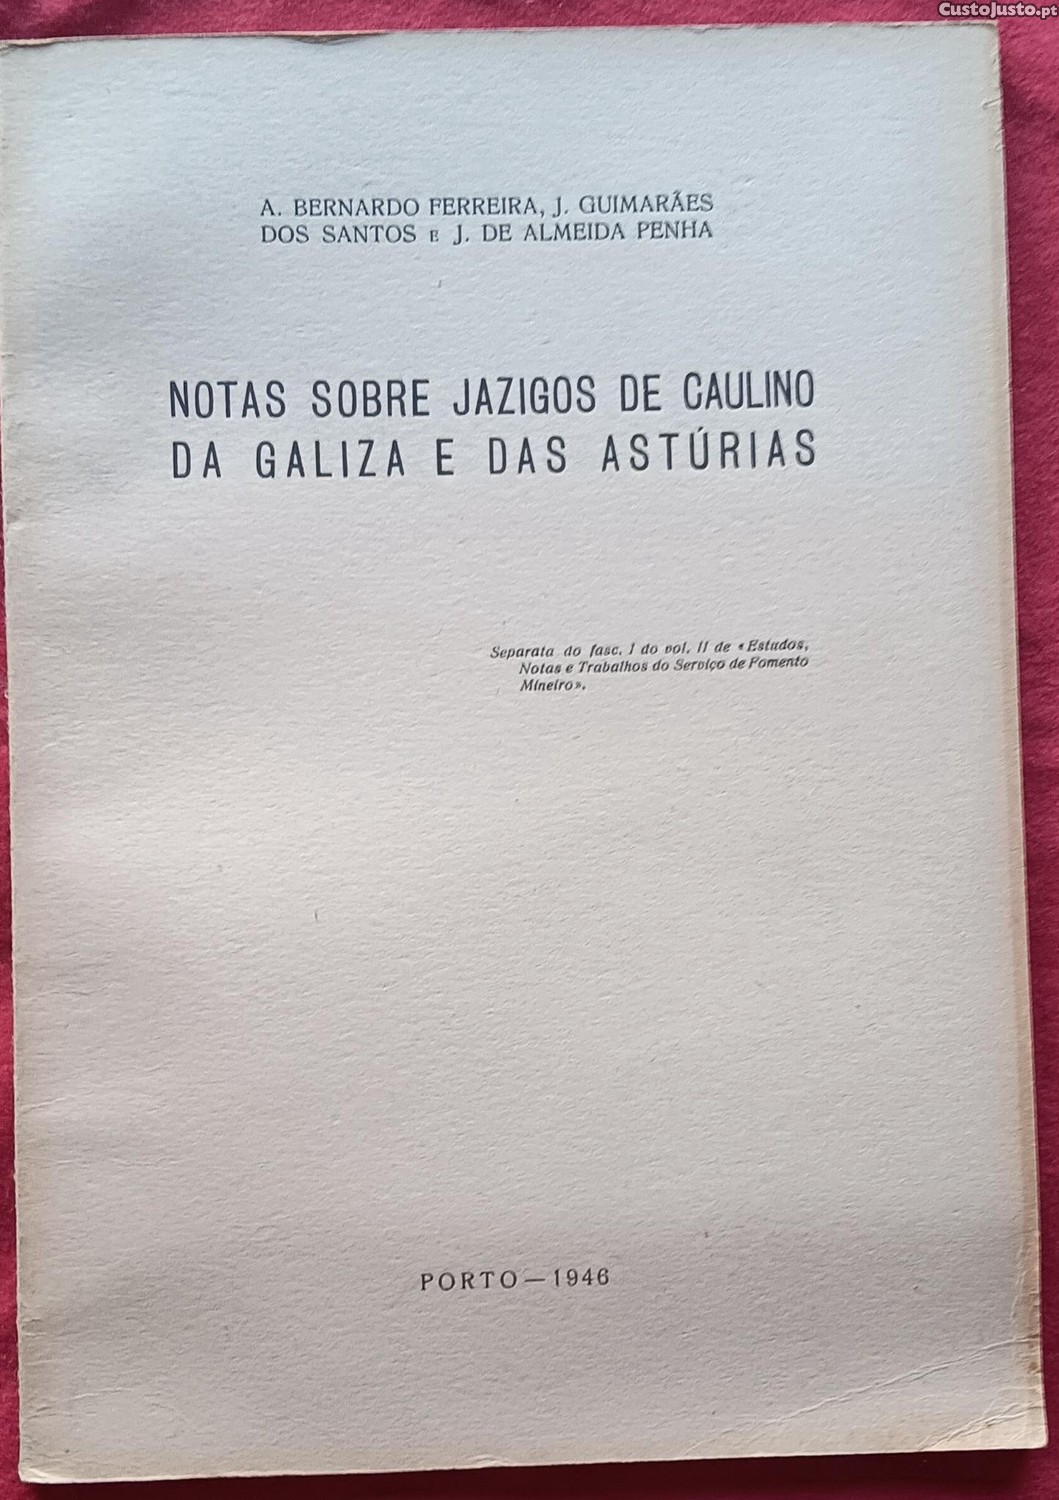 CustoJusto.pt
A. BERNARDO FERREIRA, J. GUIMARÃES
DOS SANTOS E J. DE ALMEIDA PENHA
NOTAS SOBRE JAZIGOS DE CAULINO
DA GALIZA E DAS ASTÚRIAS
Separata do fasc. I do vol. II de «Estudos,
Notas e Trabalhos do Serviço de Fomento
Mineiro».
PORTO — 1946